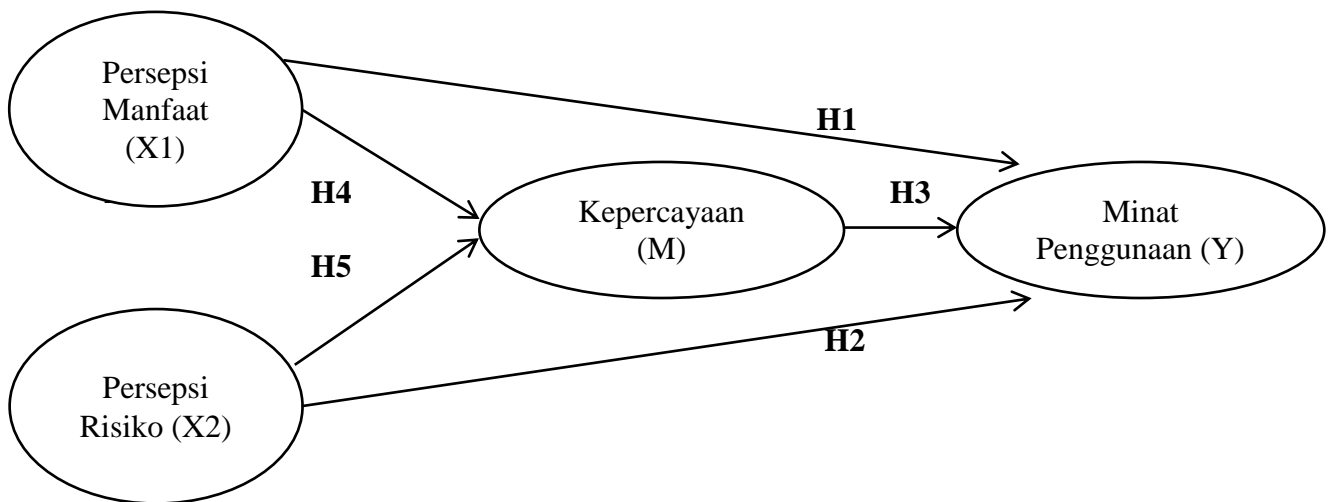 Persepsi
Manfaat
(X1)
H1
H4
Kepercayaan
(M)
H3
Minat
Penggunaan (Y)
H5
H2
Persepsi
Risiko (X2)